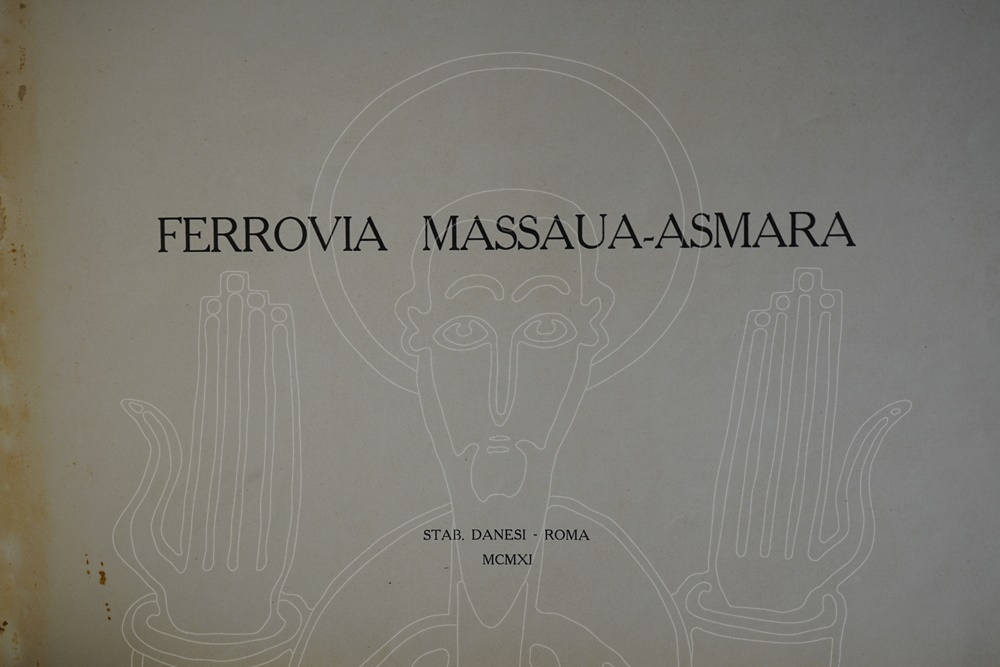 FERROVIA MASSAUA-ASMARA
STAB. DANESI - ROMA
MCMXI